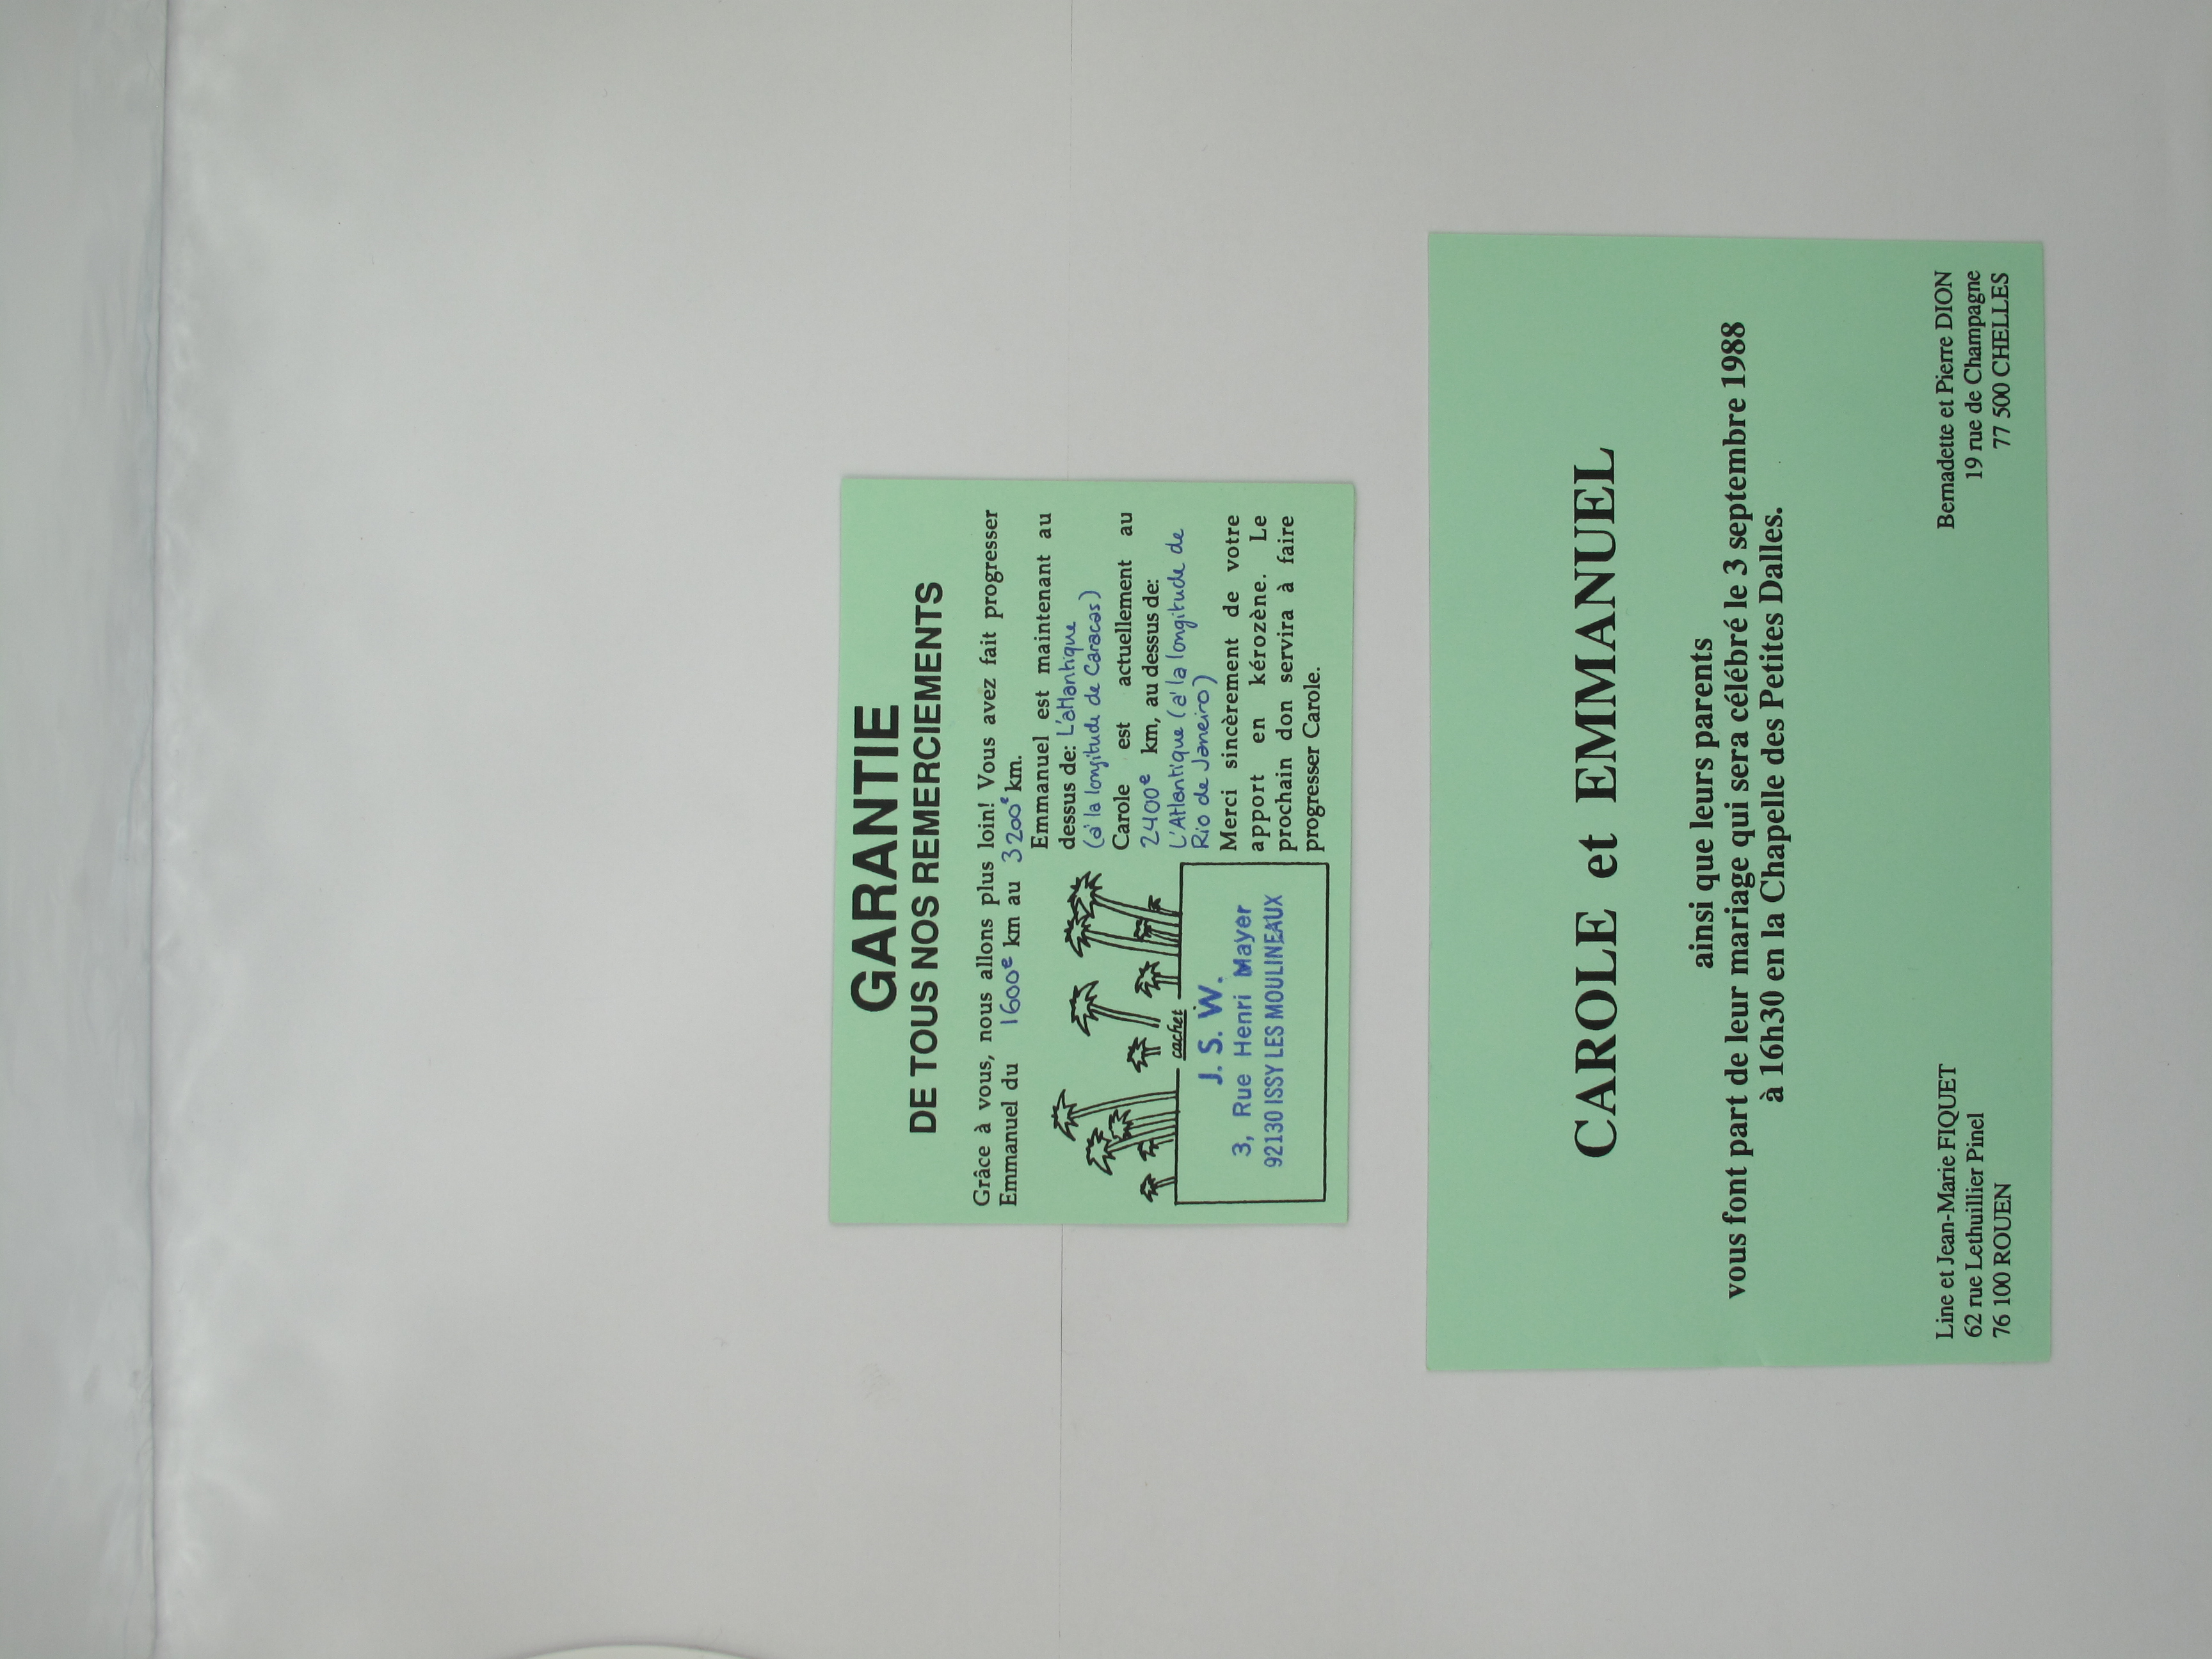 GARANTIE
DE TOUS NOS REMERCIEMENTS
Grâce à vous, nous allons plus loin! Vous avez fait progresser
Emmanuel du 1600e km au 3200e km.
Emmanuel est maintenant au
dessus de: L'atlantique
(à la longitude de Caracas)
Carole est actuellement au
2400e km, au dessus de:
L'Atlantique (à la longitude de
Rio de Janeiro)
Merci sincèrement de votre
apport en kérozène. Le
prochain don servira à faire
progresser Carole.
cachet
J. S. W.
3, Rue Henri Mayer
92130 ISSY LES MOULINEAUX
CAROLE et EMMANUEL
ainsi que leurs parents
vous font part de leur mariage qui sera célébré le 3 septembre 1988
à 16h30 en la Chapelle des Petites Dalles.
Line et Jean-Marie FIQUET
62 rue Lethuillier Pinel
76 100 ROUEN
Bernadette et Pierre DION
19 rue de Champagne
77 500 CHELLES